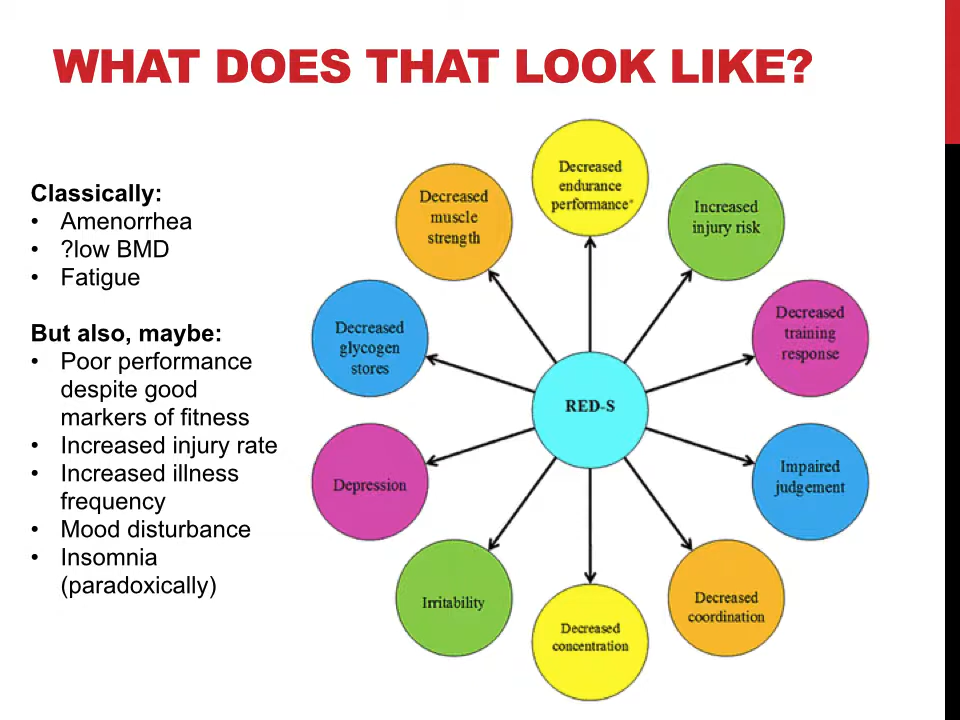 WHAT DOES THAT LOOK LIKE?
Classically:
• Amenorrhea
• ?low BMD
• Fatigue
But also, maybe:
• Poor performance
despite good
markers of fitness
• Increased injury rate
• Increased illness
frequency
• Mood disturbance
• Insomnia
(paradoxically)
Decreased
endurance
performance*
Increased
injury risk
Decreased
training
response
Impaired
judgement
Decreased
coordination
Decreased
concentration
Irritability
Depression
Decreased
glycogen
stores
Decreased
muscle
strength
RED-S